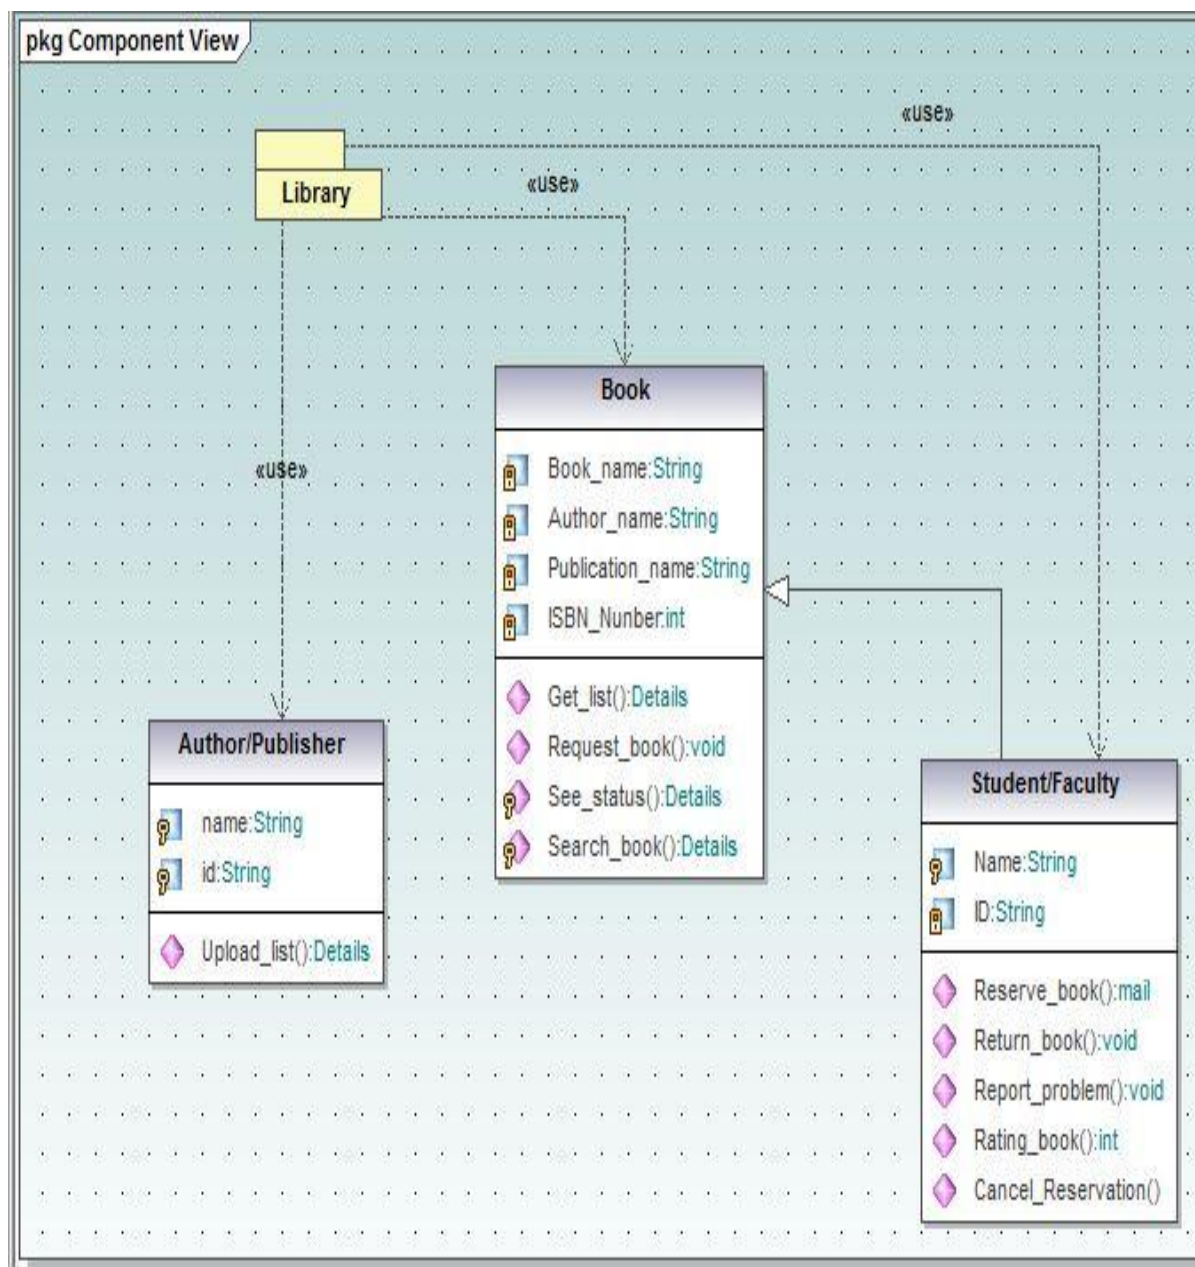 pkg Component View
«use»
Library
«use»
«use»
Book
Book_name:String
Author_name:String
Publication_name:String
ISBN_Nunber:int
Get_list():Details
Request_book():void
See_status():Details
Search_book():Details
Author/Publisher
name:String
id:String
Upload_list():Details
Student/Faculty
Name:String
ID:String
Reserve_book():mail
Return_book():void
Report_problem():void
Rating_book():int
Cancel_Reservation()